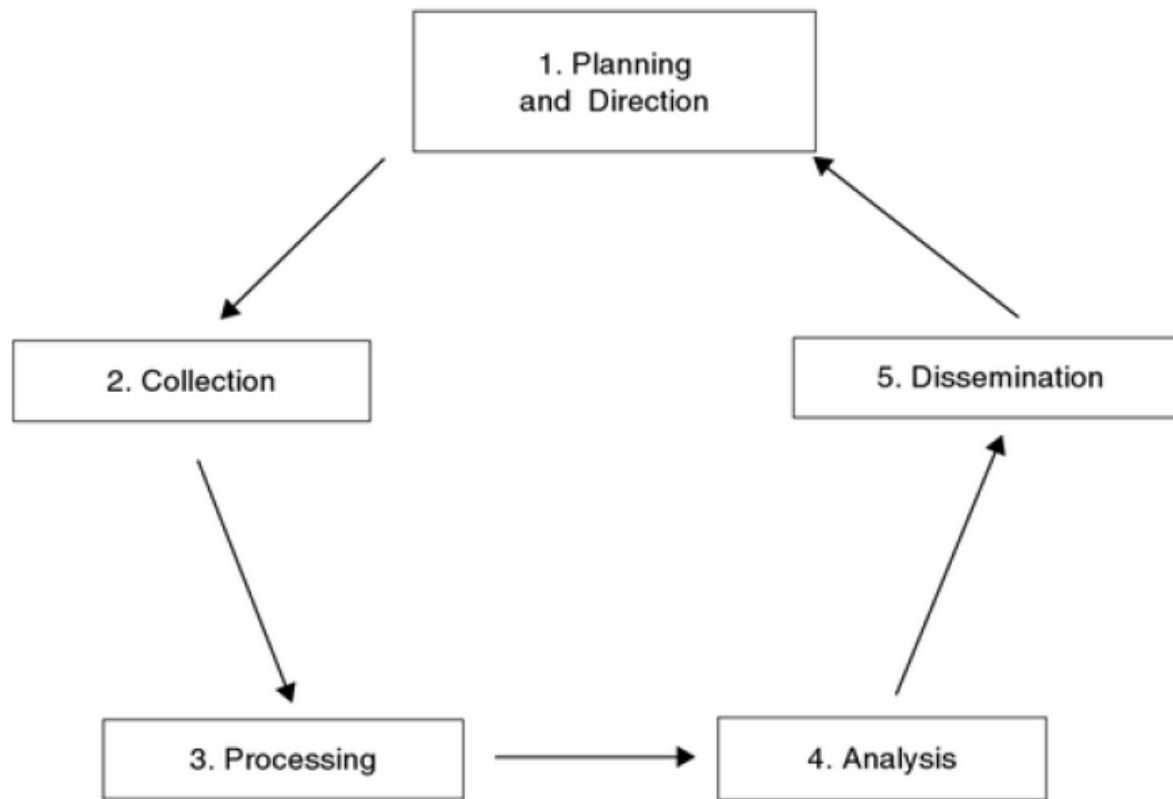 1. Planning
and Direction
2. Collection
5. Dissemination
3. Processing
4. Analysis